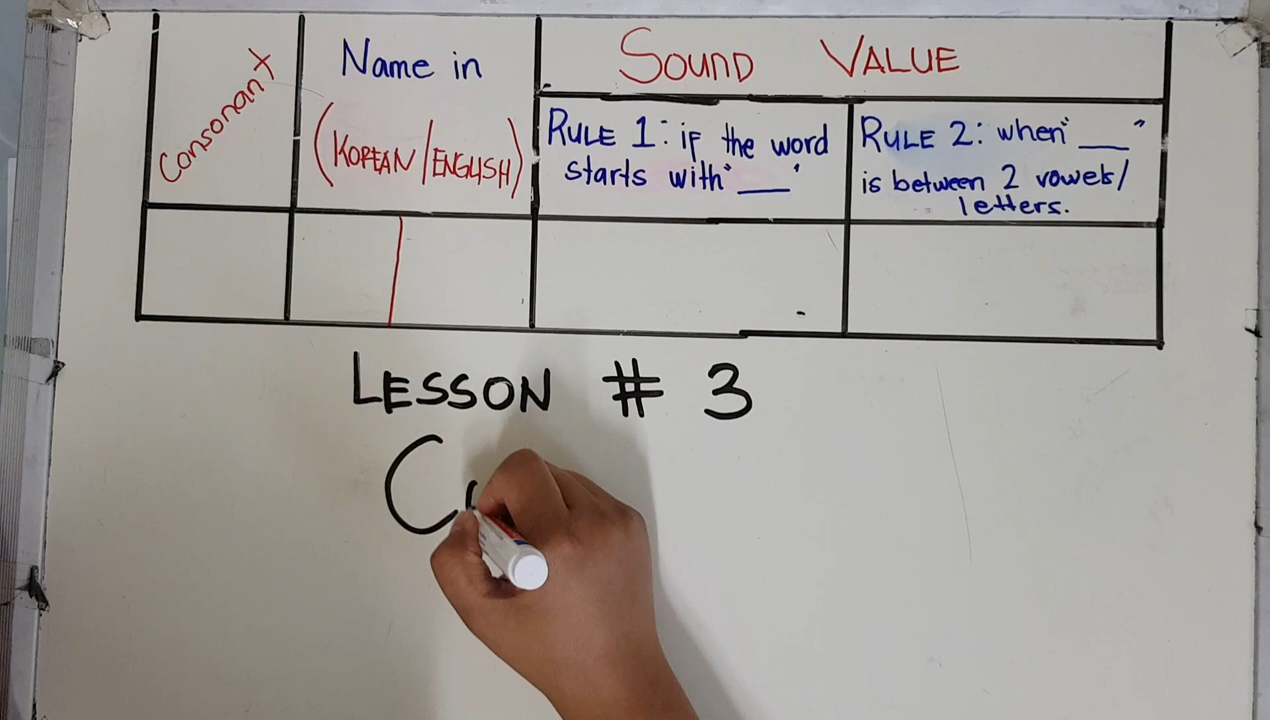 Consonant
Name in
(KOREAN/ENGLISH)
SOUND VALUE
RULE 1: if the word
starts with "___"
RULE 2: when "___"
is between 2 vowels/
letters.
LESSON # 3
Co